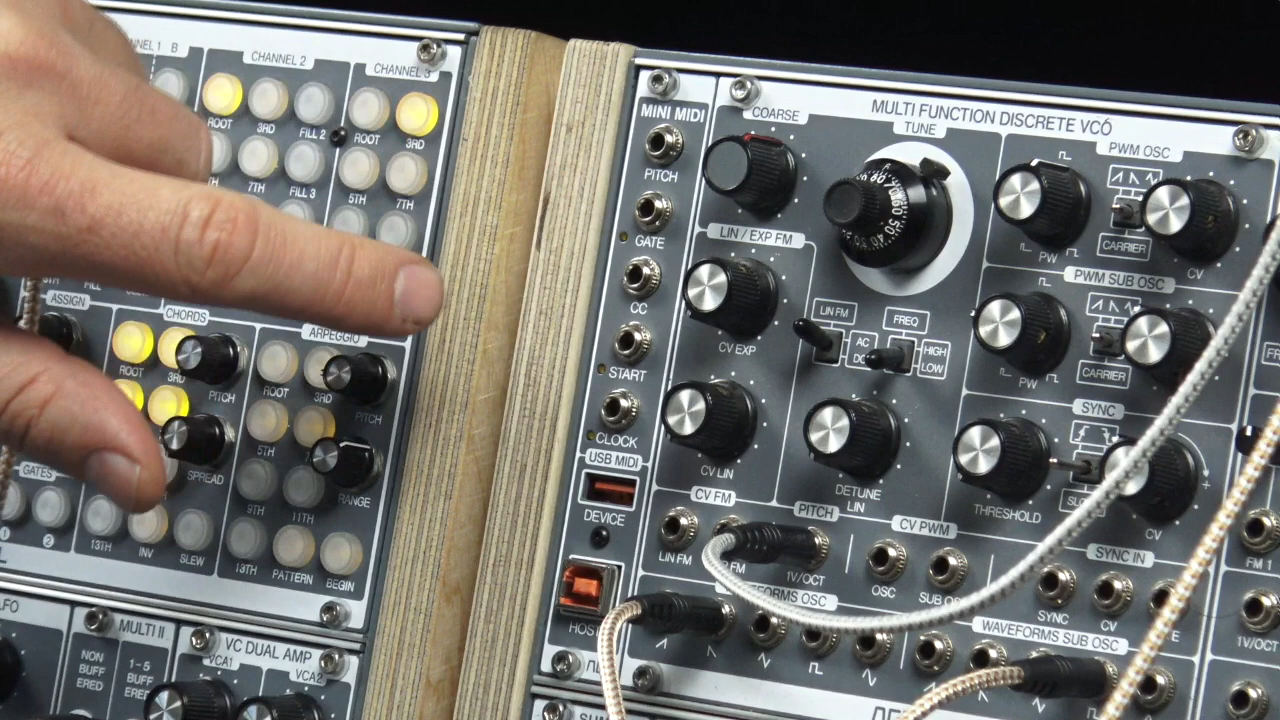 CHANNEL 2
CHANNEL 3
ROOT
3RD
FILL 2
ROOT
3RD
7TH
FILL 3
5TH
7TH
ASSIGN
CHORDS
ARPEGGIO
ROOT
3RD
PITCH
ROOT
3RD
PITCH
5TH
SPREAD
RANGE
GATES
9TH
11TH
1
2
13TH
INV
SLEW
13TH
PATTERN
BEGIN
LFO
MULTI II
NON
BUFF
ERED
1-5
BUFF
ERED
VC DUAL AMP
VCA1
VCA2
MINI MIDI
PITCH
GATE
CC
START
CLOCK
USB MIDI
DEVICE
HOST
MULTI FUNCTION DISCRETE VCO
COARSE
TUNE
PWM OSC
PW
CARRIER
CV
LIN / EXP FM
CV EXP
LIN FM
AC
DC
FREQ
HIGH
LOW
PWM SUB OSC
PW
CARRIER
CV LIN
DETUNE
LIN
SYNC
THRESHOLD
CV
CV FM
PITCH
CV PWM
SYNC IN
LIN FM
FM
1V/OCT
OSC
SUB OSC
SYNC
CV
WAVEFORMS OSC
WAVEFORMS SUB OSC
FM 1
1V/OCT